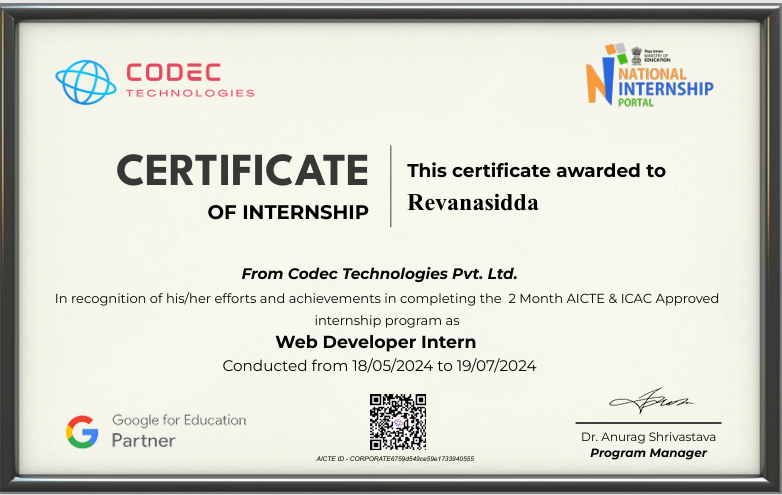 CODEC
TECHNOLOGIES
MINISTRY OF
EDUCATION
NATIONAL
INTERNSHIP
PORTAL
CERTIFICATE
OF INTERNSHIP
This certificate awarded to
Revanasidda
From Codec Technologies Pvt. Ltd.
In recognition of his/her efforts and achievements in completing the 2 Month AICTE & ICAC Approved
internship program as
Web Developer Intern
Conducted from 18/05/2024 to 19/07/2024
Google for Education
Partner
AICTE ID - CORPORATE6759d549ce59e1733940555
Dr. Anurag Shrivastava
Program Manager